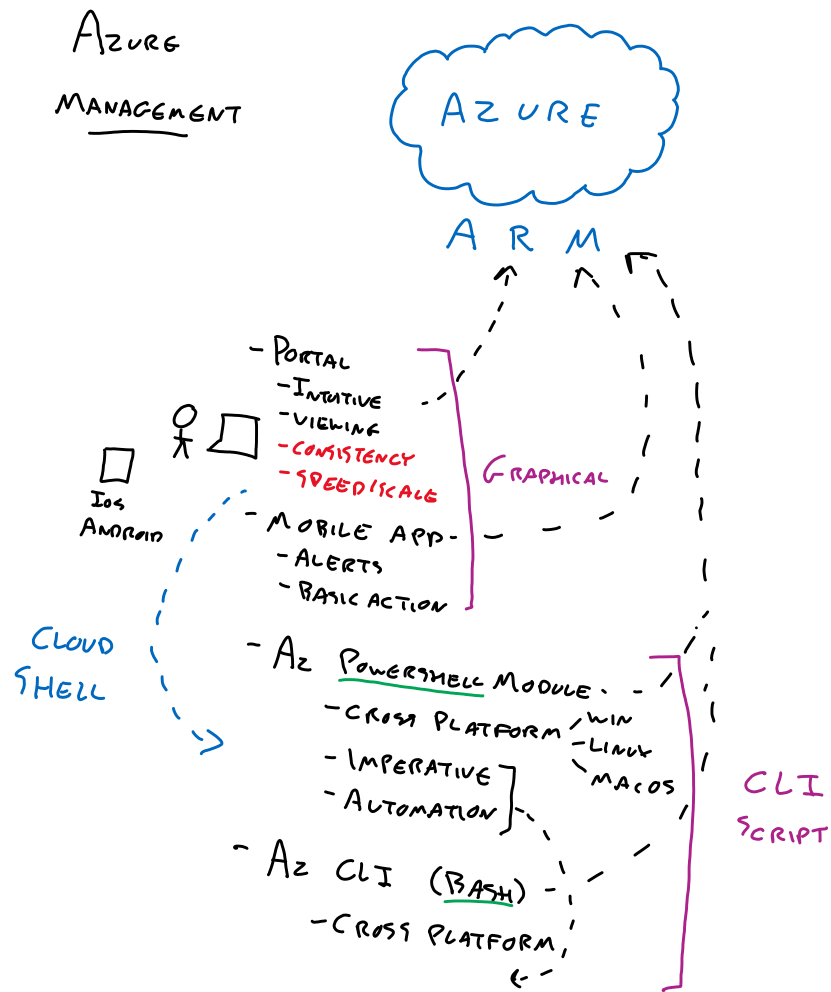 AZURE
MANAGEMENT
AZURE
ARM
- PORTAL
- INTUITIVE
- VIEWING
- CONSISTENCY
- SPEED/SCALE
GRAPHICAL
IOS
ANDROID
- MOBILE APP
- ALERTS
- BASIC ACTION
CLOUD
SHELL
- AZ POWERSHELL MODULE
- CROSS PLATFORM
WIN
- LINUX
MACOS
- IMPERATIVE
- AUTOMATION
CLI
SCRIPT
- AZ CLI (BASH)
- CROSS PLATFORM